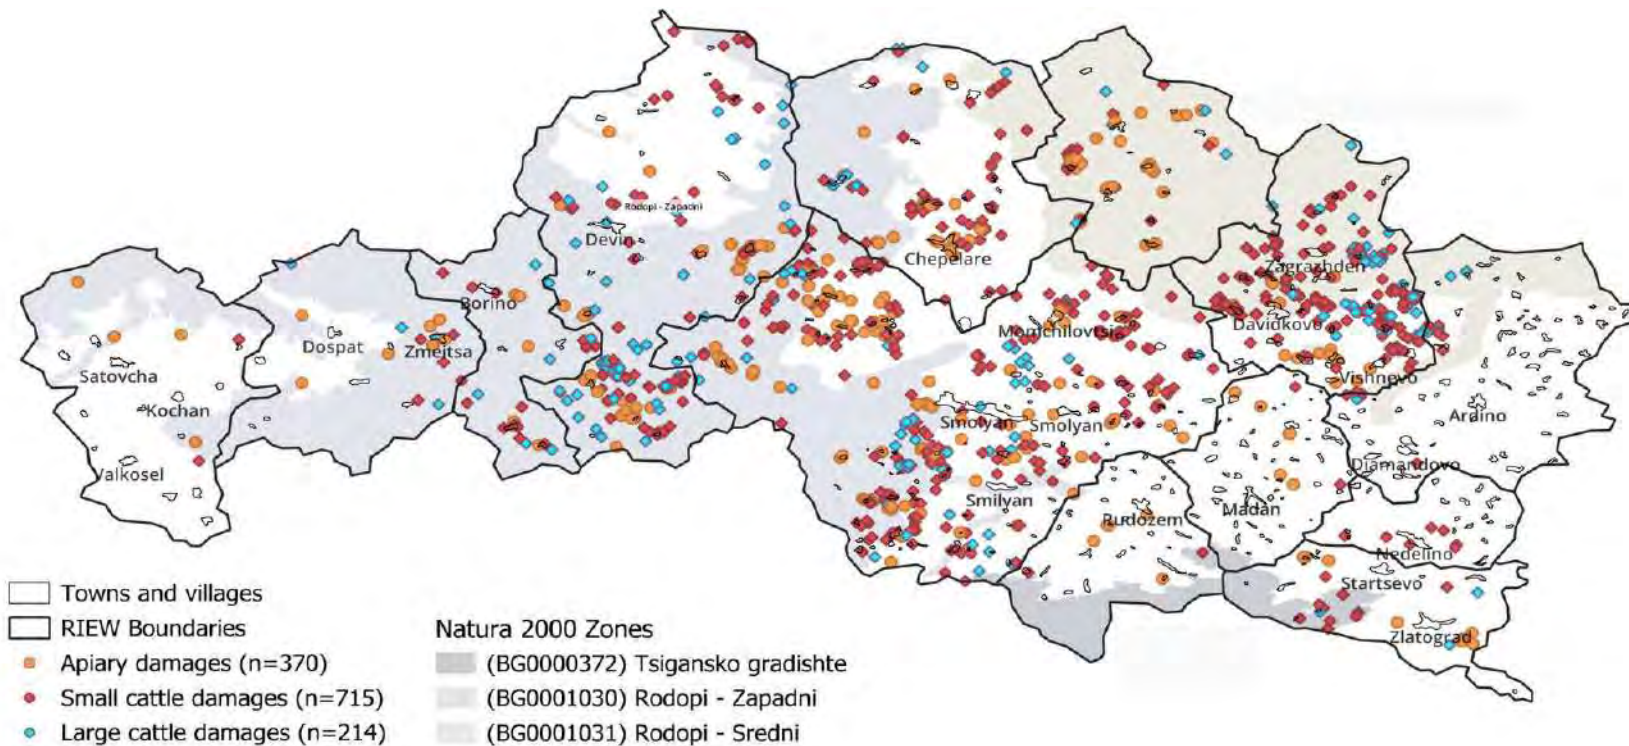 Rodopi - Zapadni
Devin
Chepelare
Zagrazhden
Borino
Momchilovtsi
Davidkovo
Dospat
Zmejtsa
Satovcha
Vishnevo
Kochan
Ardino
Smolyan
Smolyan
Valkosel
Diamandovo
Smilyan
Madan
Rudozem
Nedelino
Startsevo
Zlatograd
Towns and villages
RIEW Boundaries
Apiary damages (n=370)
Small cattle damages (n=715)
Large cattle damages (n=214)
Natura 2000 Zones
(BG0000372) Tsigansko gradishte
(BG0001030) Rodopi - Zapadni
(BG0001031) Rodopi - Sredni